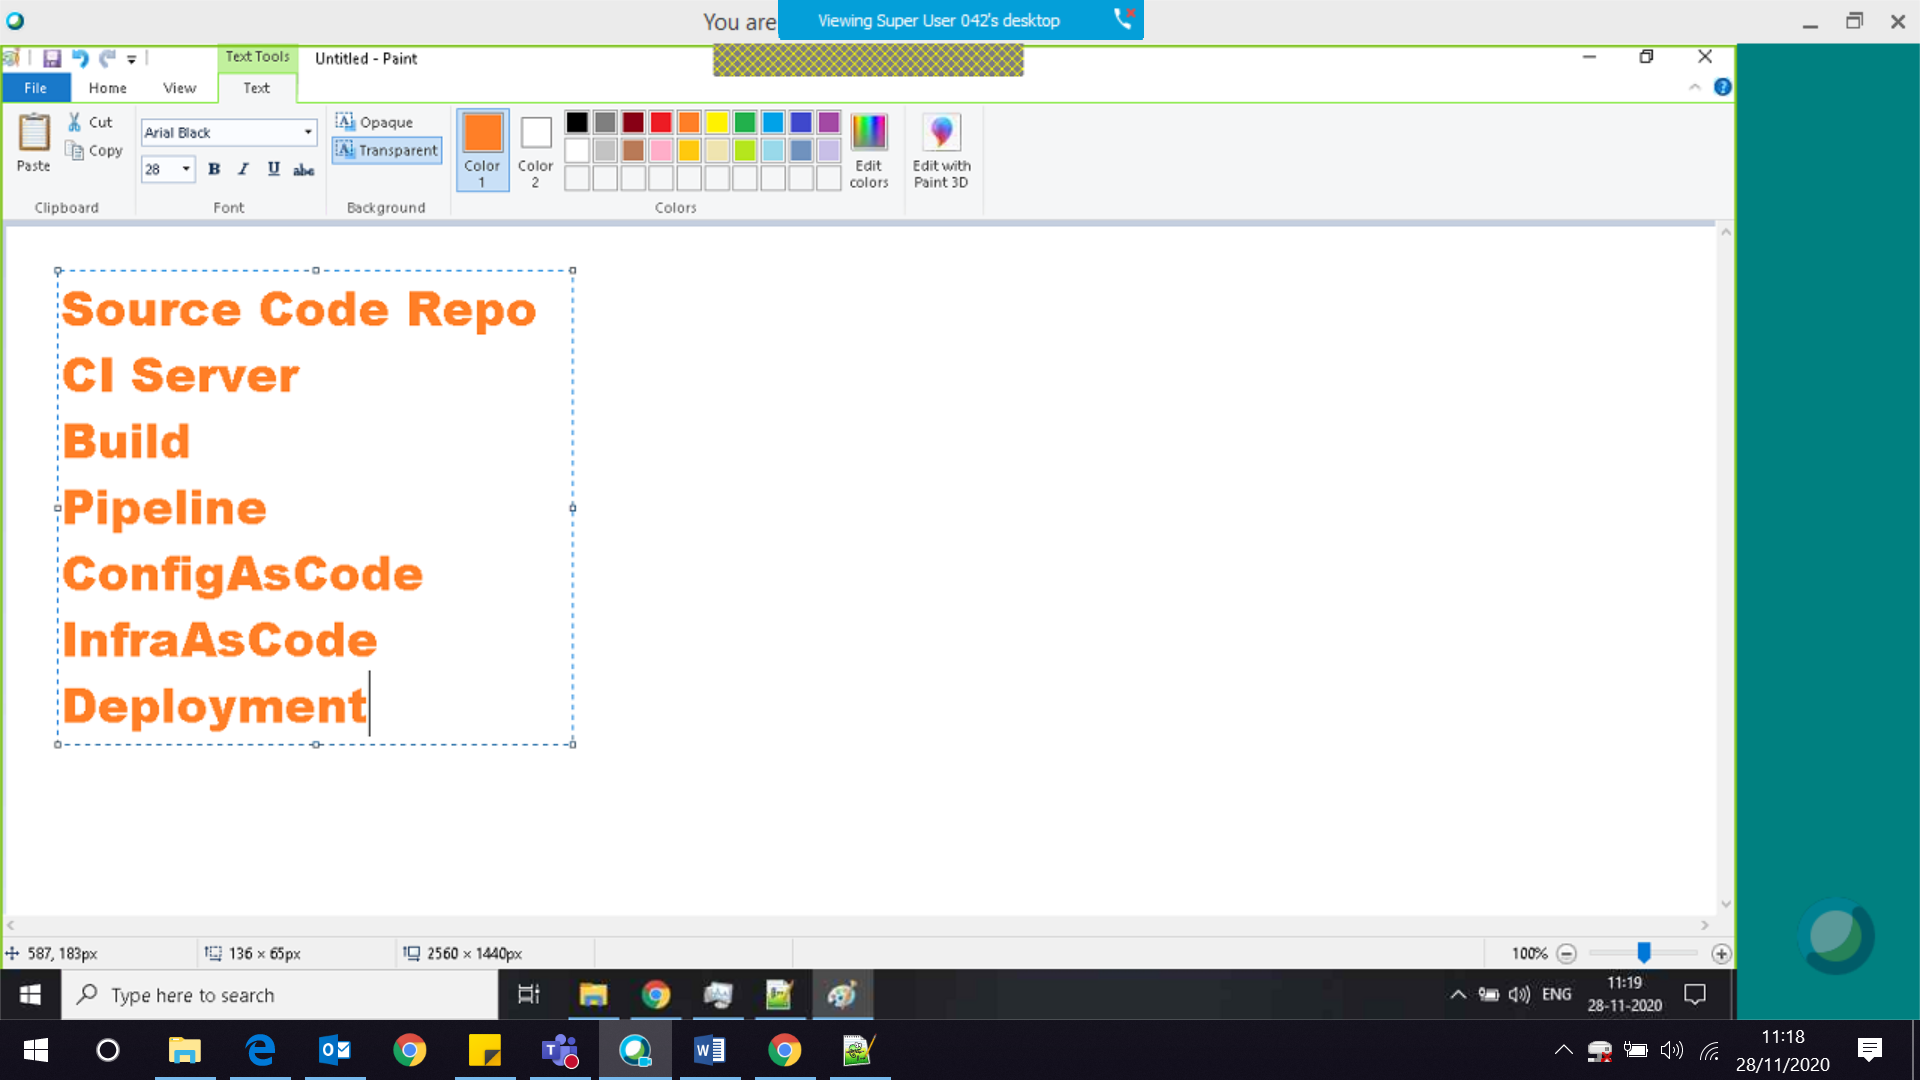 You are
Viewing Super User 042's desktop
Text Tools
Untitled - Paint
File
Home
View
Text
Paste
Cut
Copy
Clipboard
Arial Black
28
B I U abc
Font
Opaque
Transparent
Background
Color 1
Color 2
Edit colors
Colors
Edit with Paint 3D
Source Code Repo
CI Server
Build
Pipeline
ConfigAsCode
InfraAsCode
Deployment
587, 183px
136 × 65px
2560 × 1440px
100%
Type here to search
ENG
11:19
28-11-2020
11:18
28/11/2020